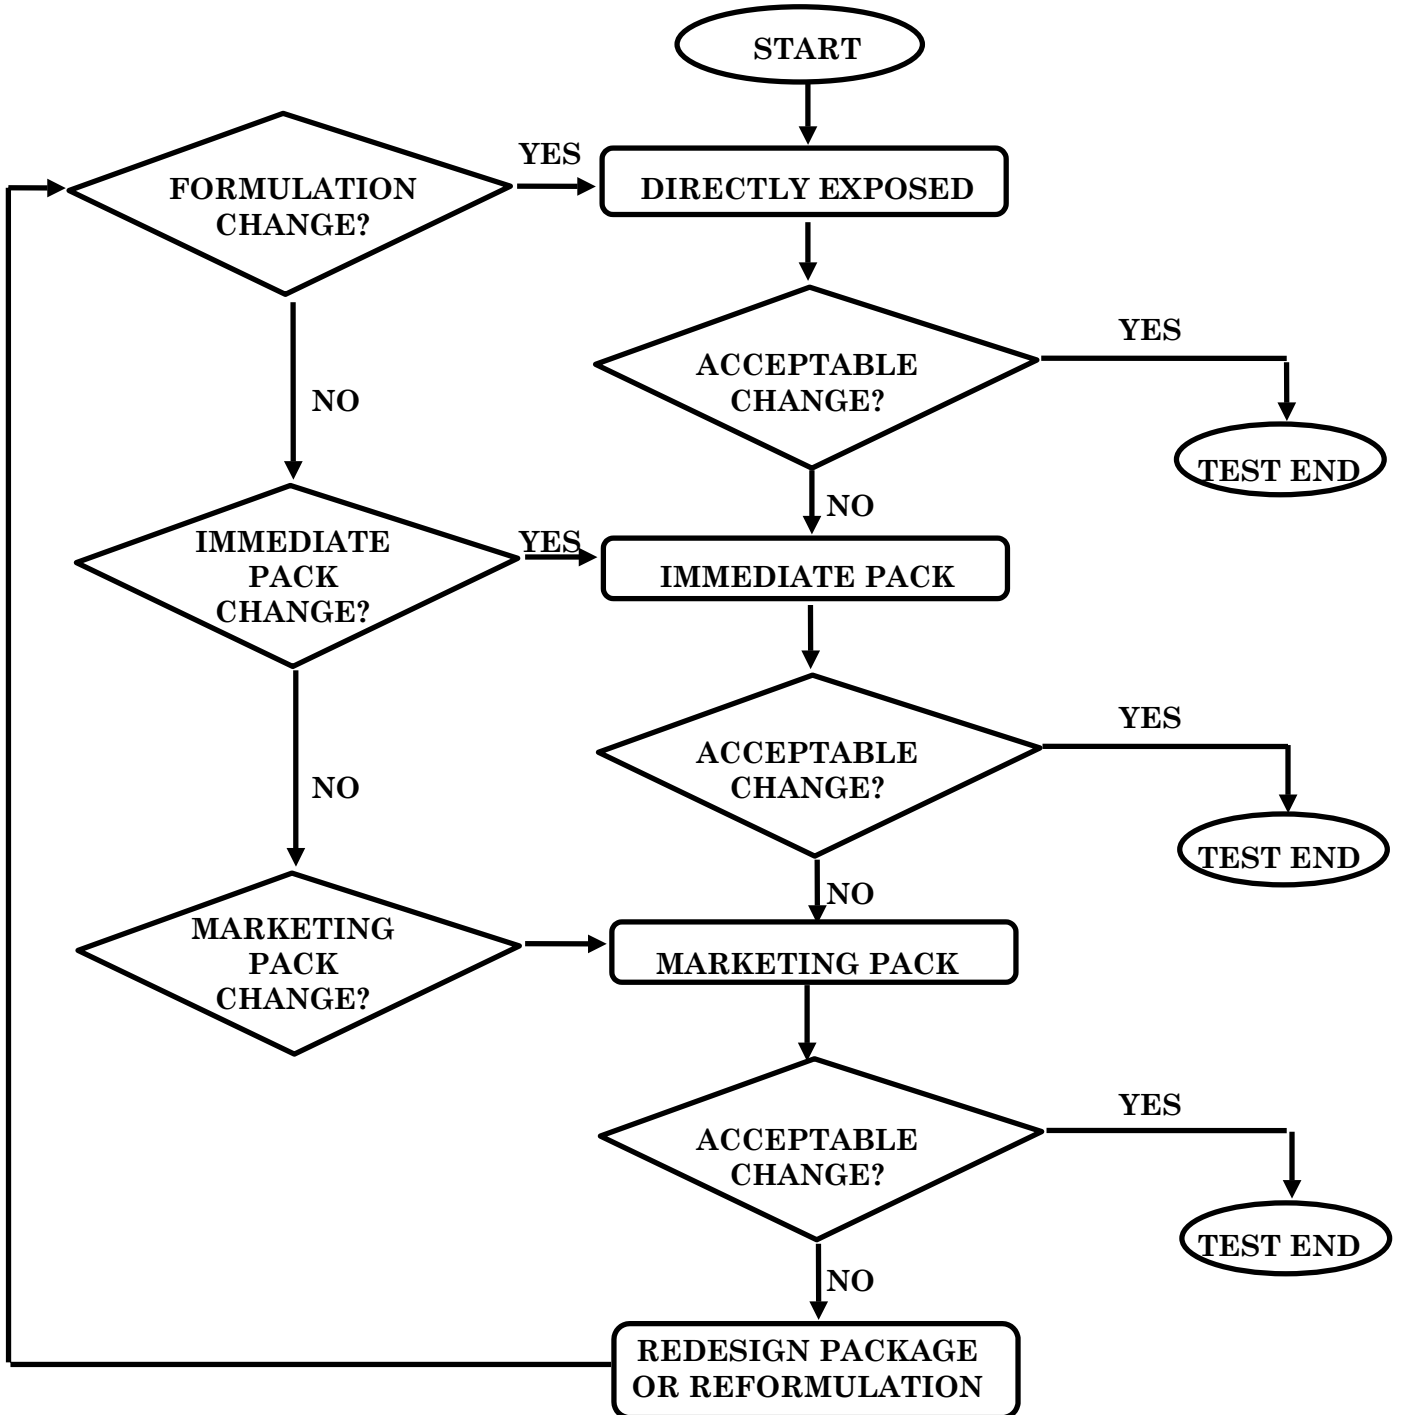 START
YES
FORMULATION
CHANGE?
DIRECTLY EXPOSED
YES
ACCEPTABLE
CHANGE?
NO
TEST END
NO
IMMEDIATE
PACK
CHANGE?
YES
IMMEDIATE PACK
YES
ACCEPTABLE
CHANGE?
NO
TEST END
NO
MARKETING
PACK
CHANGE?
MARKETING PACK
YES
ACCEPTABLE
CHANGE?
TEST END
NO
REDESIGN PACKAGE
OR REFORMULATION